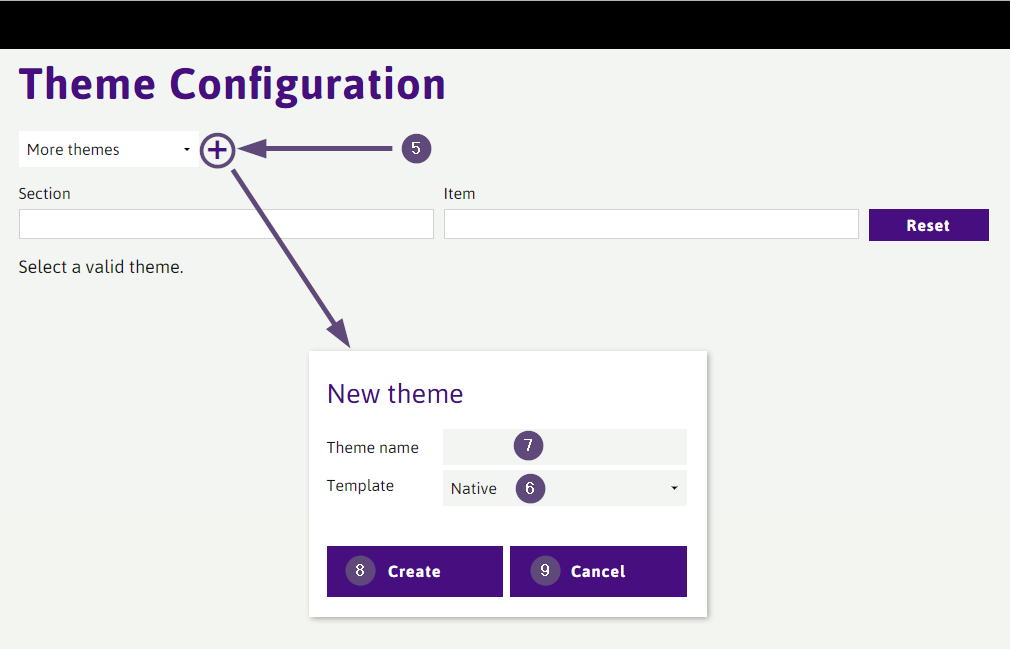 Theme Configuration
More themes
5
Section Item
Reset
Select a valid theme.
New theme
Theme name 7
Template Native 6
8 Create 9 Cancel